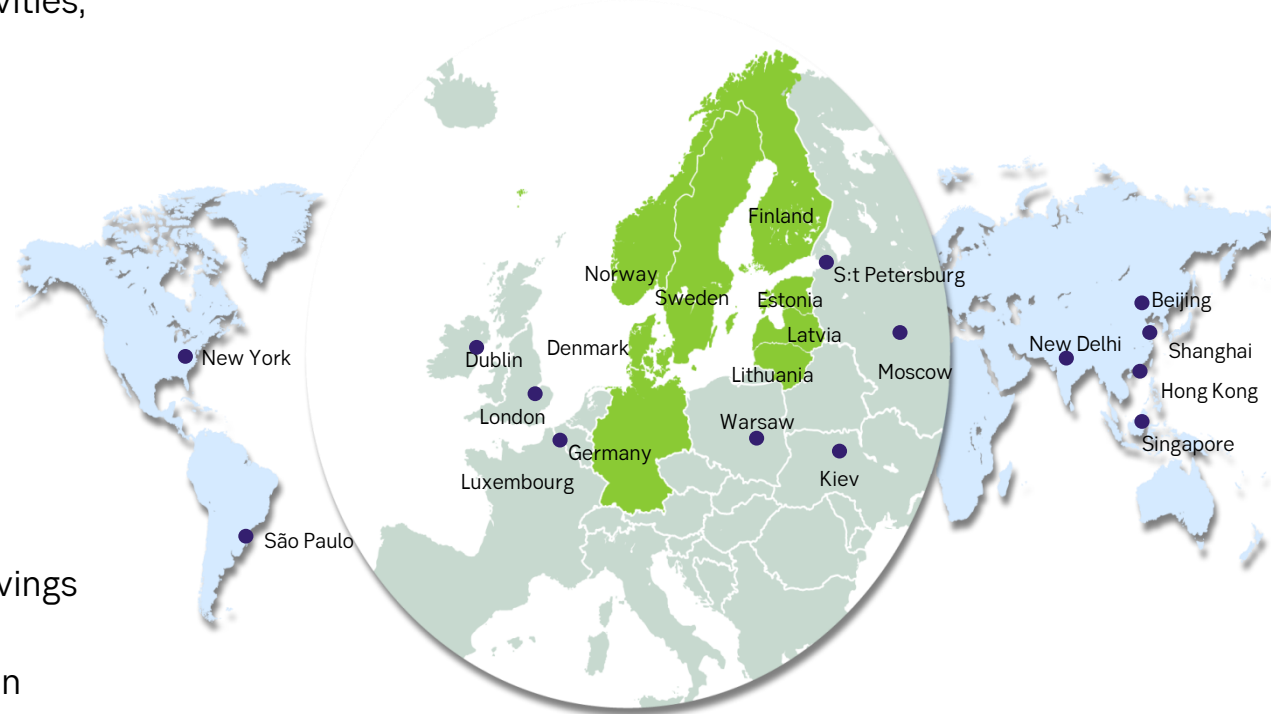 vities,
Finland
Norway
S:t Petersburg
Sweden
Estonia
Beijing
Latvia
New Delhi
Denmark
Shanghai
New York
Dublin
Lithuania
Moscow
Hong Kong
London
Warsaw
Singapore
Germany
Luxembourg
Kiev
São Paulo
vings
n